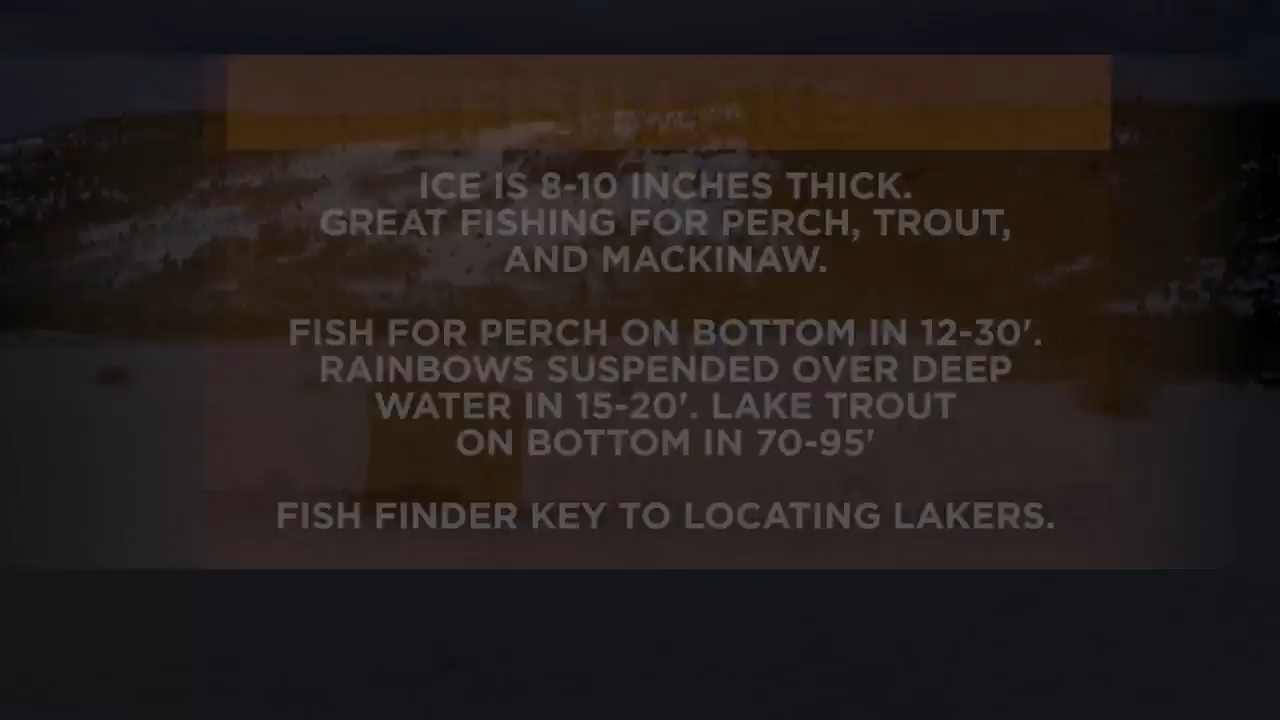 FISH LAKE
ICE IS 8-10 INCHES THICK.
GREAT FISHING FOR PERCH, TROUT,
AND MACKINAW.
FISH FOR PERCH ON BOTTOM IN 12-30'.
RAINBOWS SUSPENDED OVER DEEP
WATER IN 15-20'. LAKE TROUT
ON BOTTOM IN 70-95'
FISH FINDER KEY TO LOCATING LAKERS.